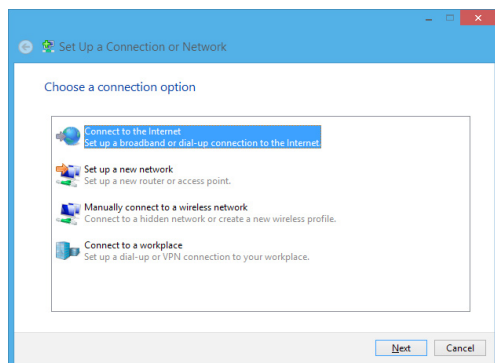 Set Up a Connection or Network
Choose a connection option
Connect to the Internet
Set up a broadband or dial-up connection to the Internet.
Set up a new network
Set up a new router or access point.
Manually connect to a wireless network
Connect to a hidden network or create a new wireless profile.
Connect to a workplace
Set up a dial-up or VPN connection to your workplace.
Next Cancel